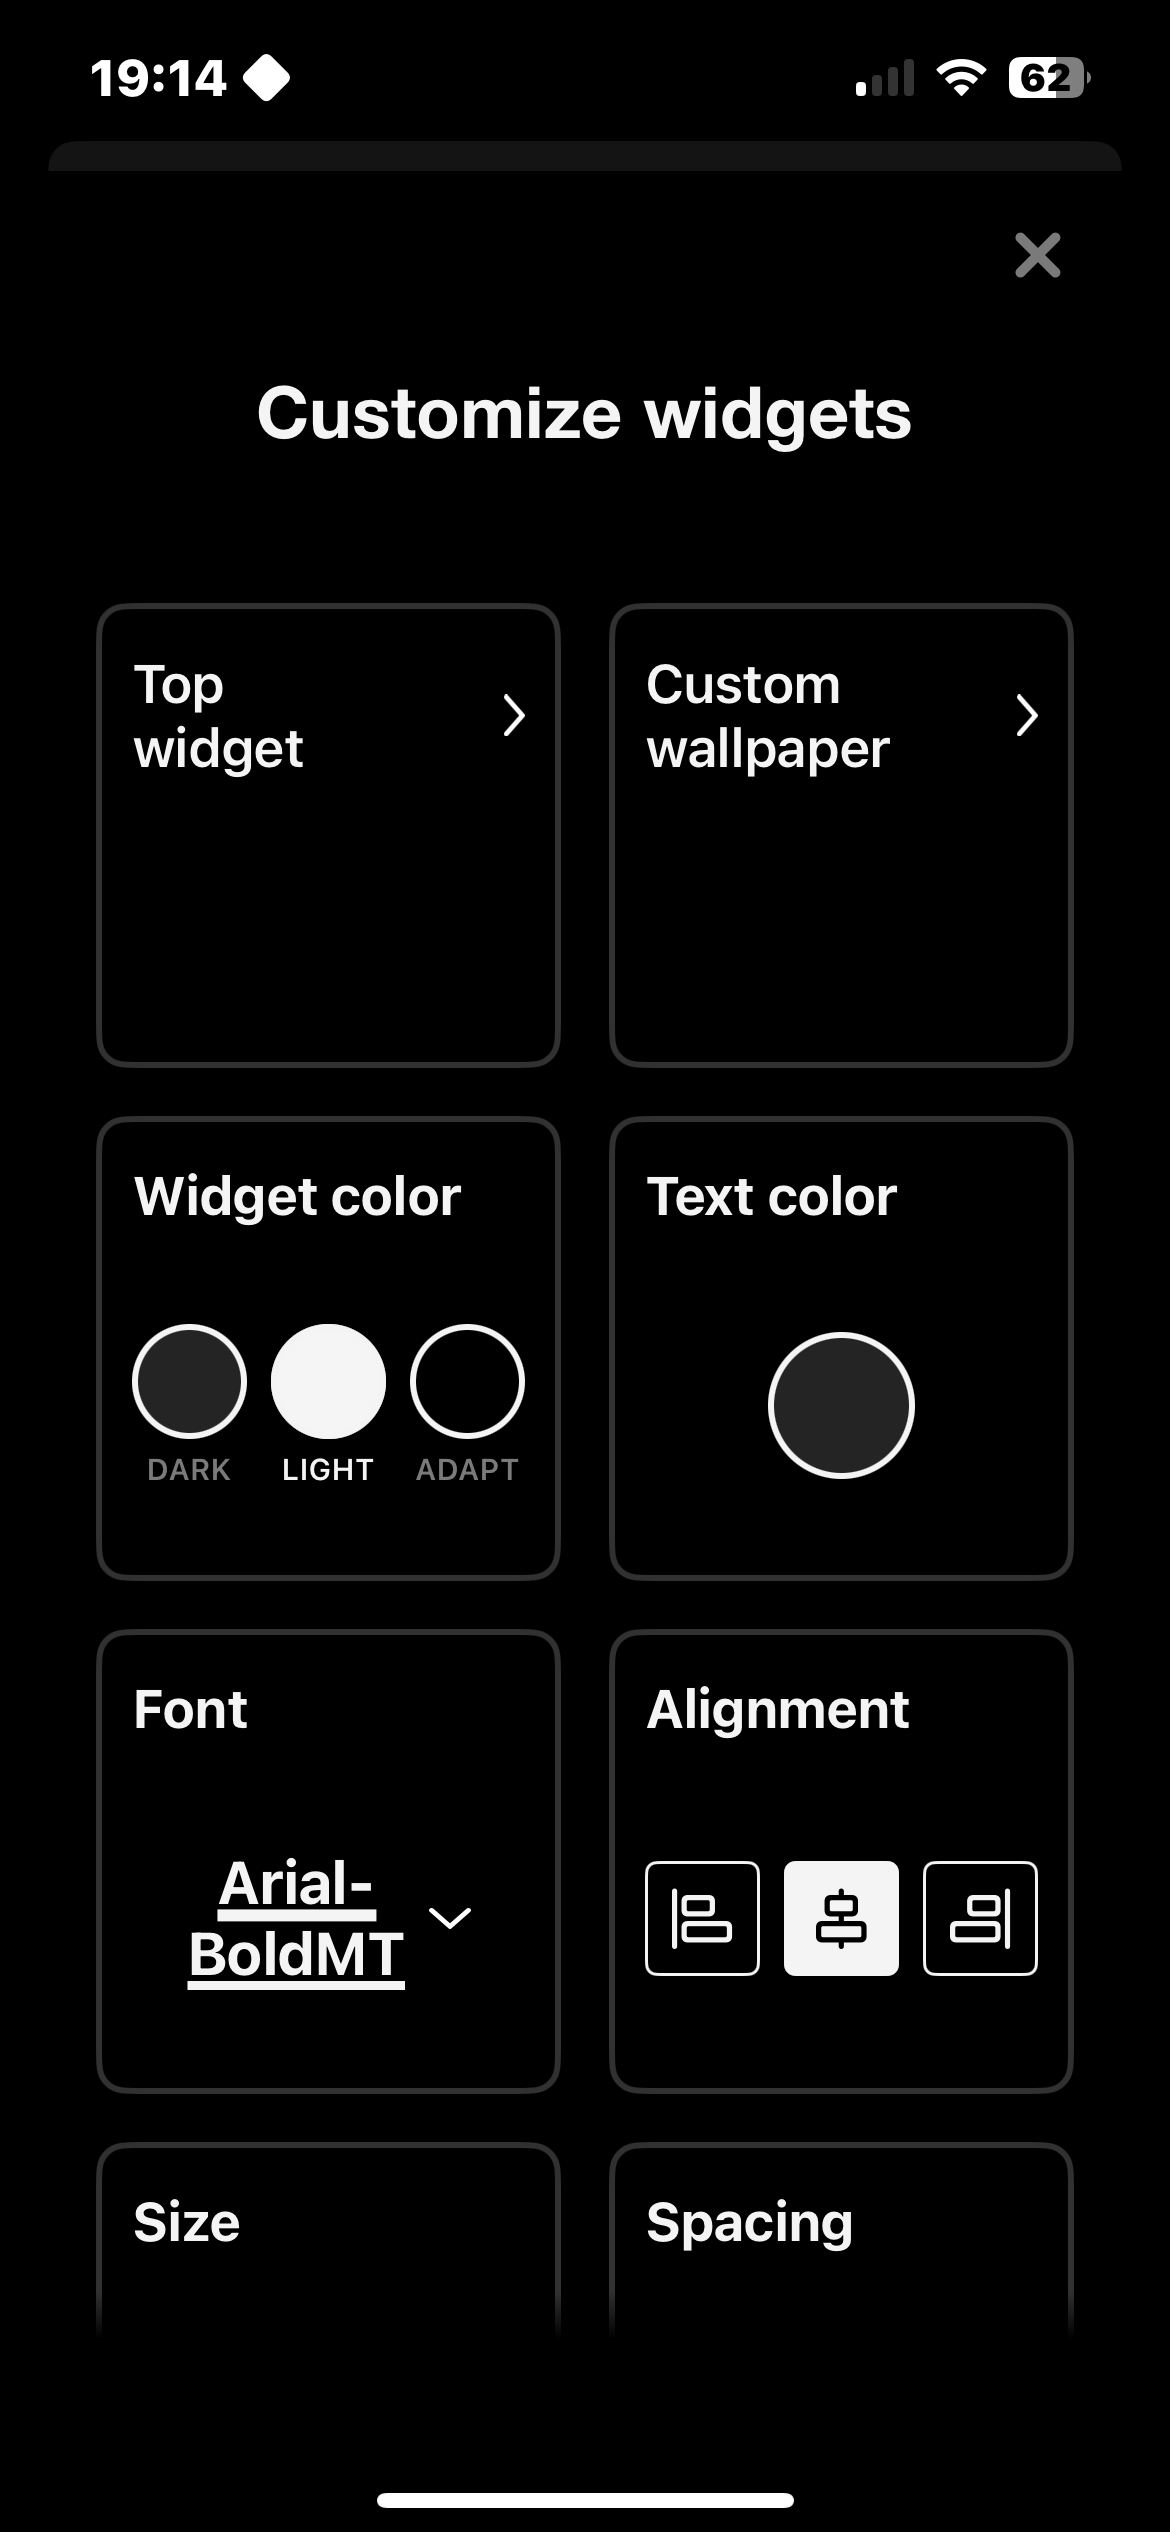 19:14
62
Customize widgets
Top
widget
Custom
wallpaper
Widget color
Text color
DARK
LIGHT
ADAPT
Font
Alignment
Arial-
BoldMT
Size
Spacing